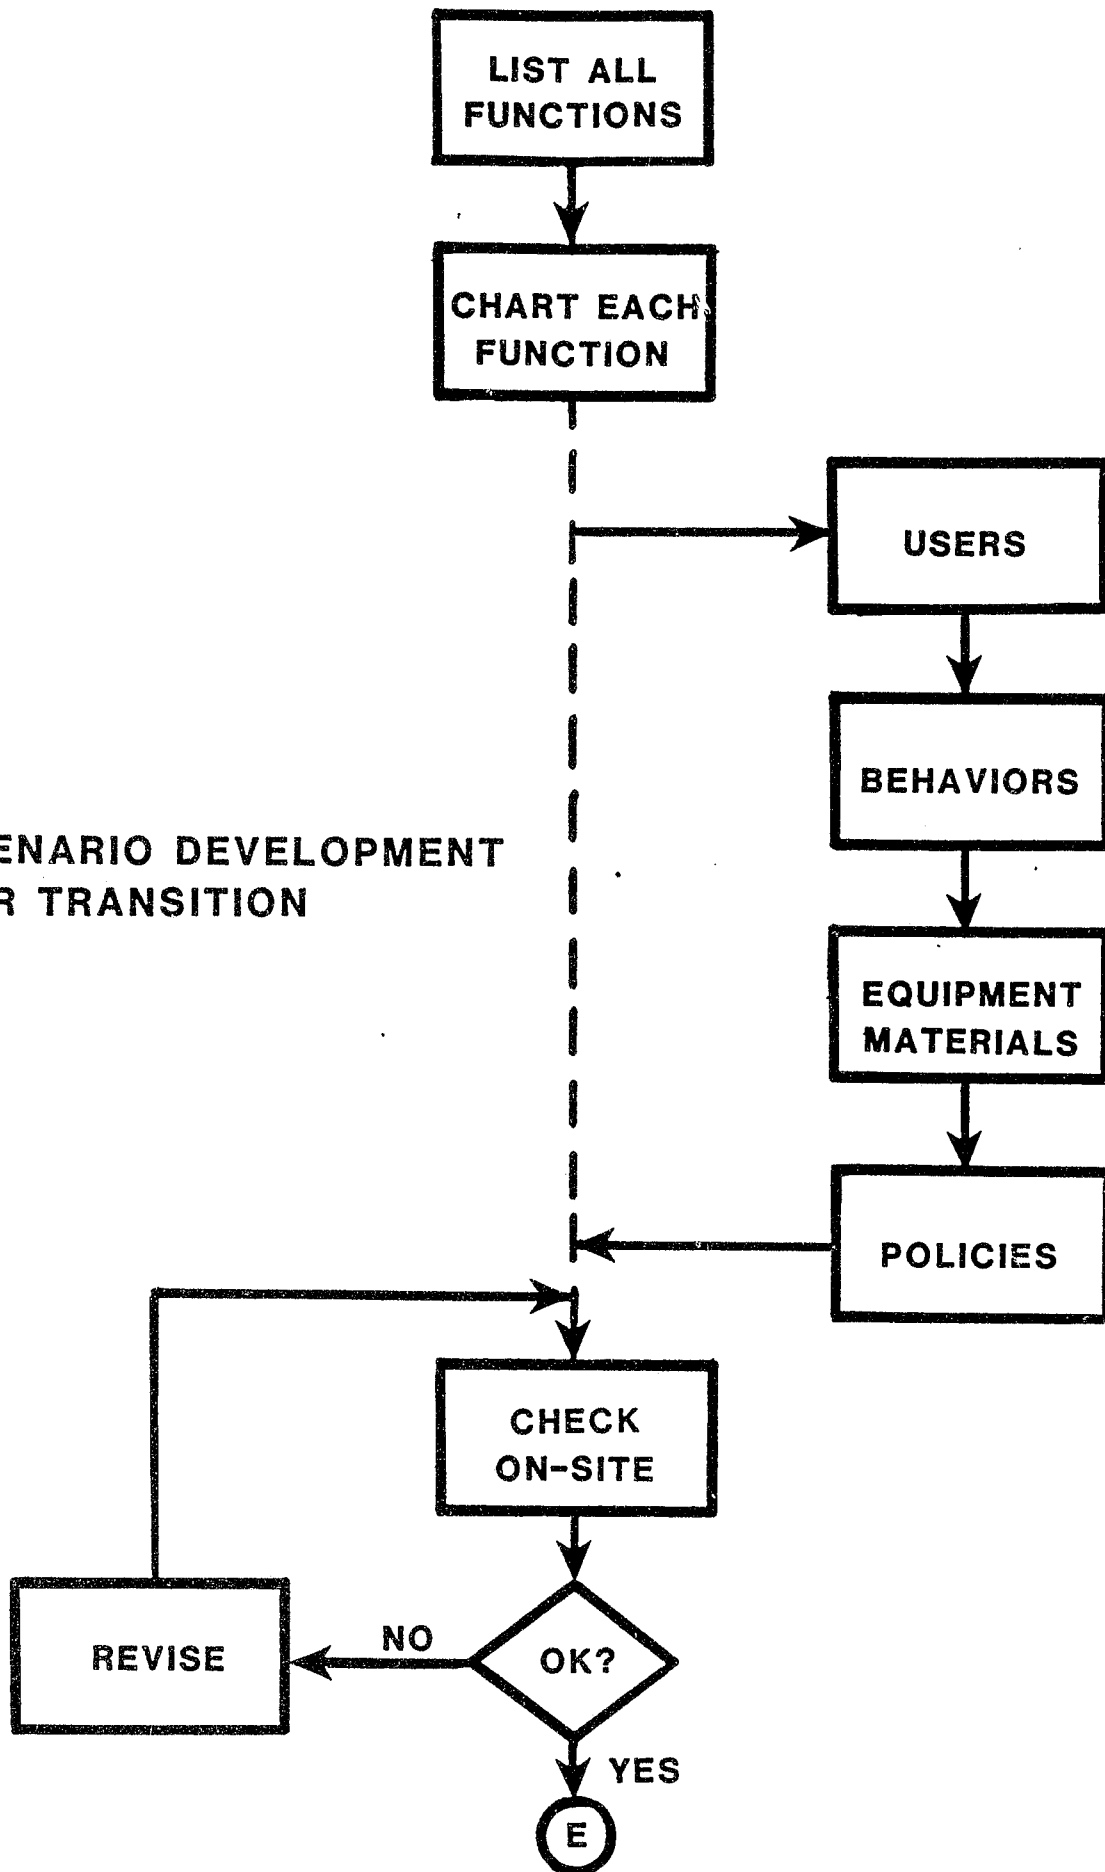 LIST ALL
FUNCTIONS
CHART EACH
FUNCTION
USERS
BEHAVIORS
ENARIO DEVELOPMENT
R TRANSITION
EQUIPMENT
MATERIALS
POLICIES
CHECK
ON-SITE
REVISE
NO
OK?
YES
E